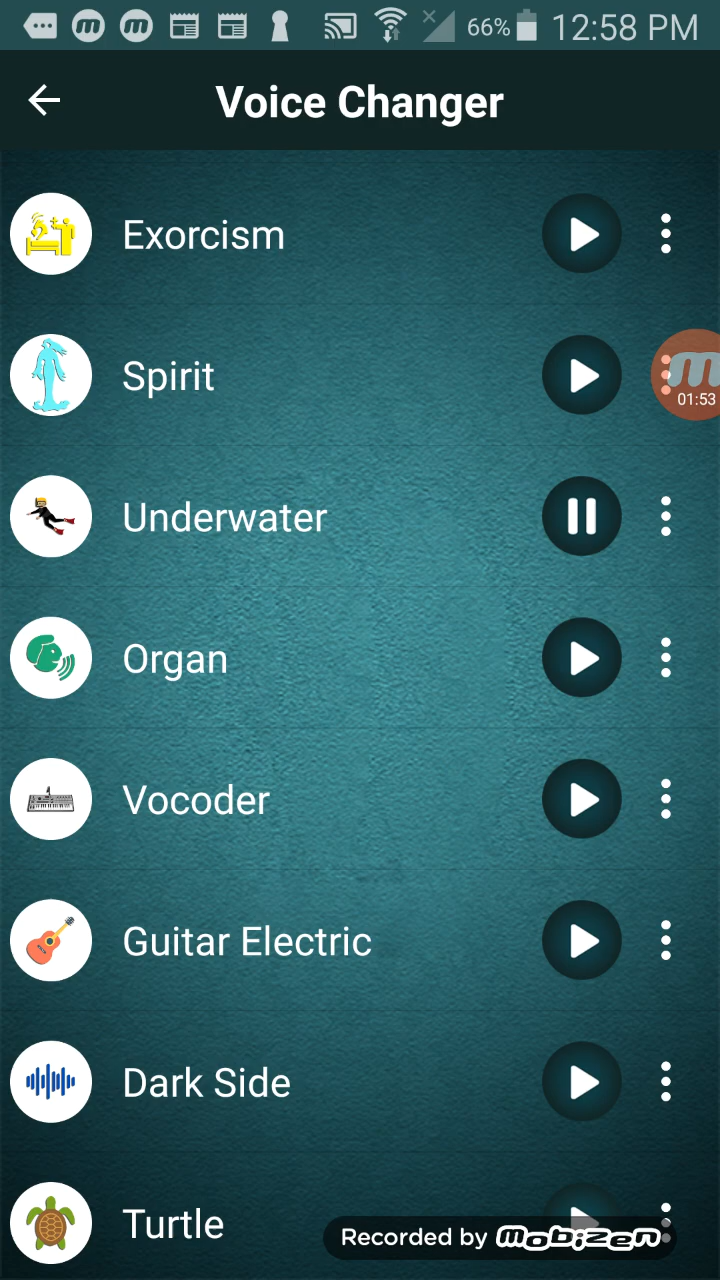 66% 12:58 PM
Voice Changer
Exorcism
Spirit
01:53
Underwater
Organ
Vocoder
Guitar Electric
Dark Side
Turtle
Recorded by mobizen